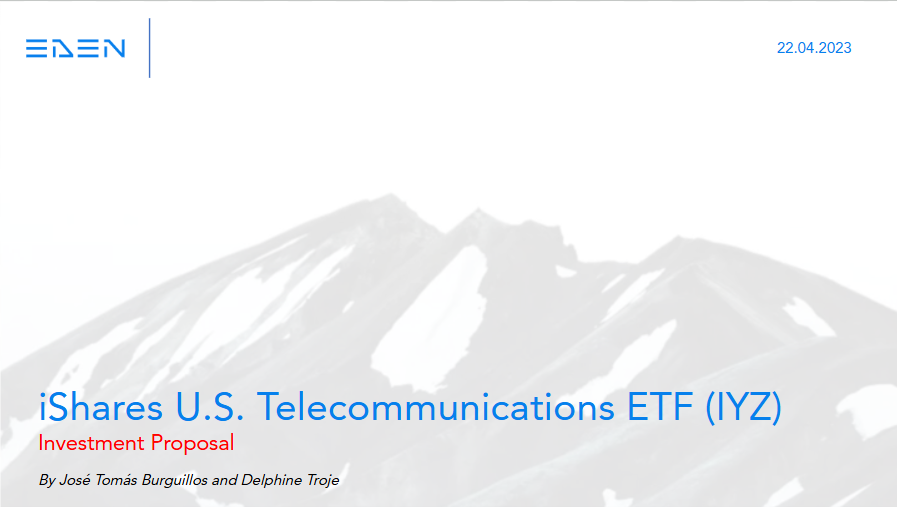 EDEN
22.04.2023
iShares U.S. Telecommunications ETF (IYZ)
Investment Proposal
By José Tomás Burguillos and Delphine Troje